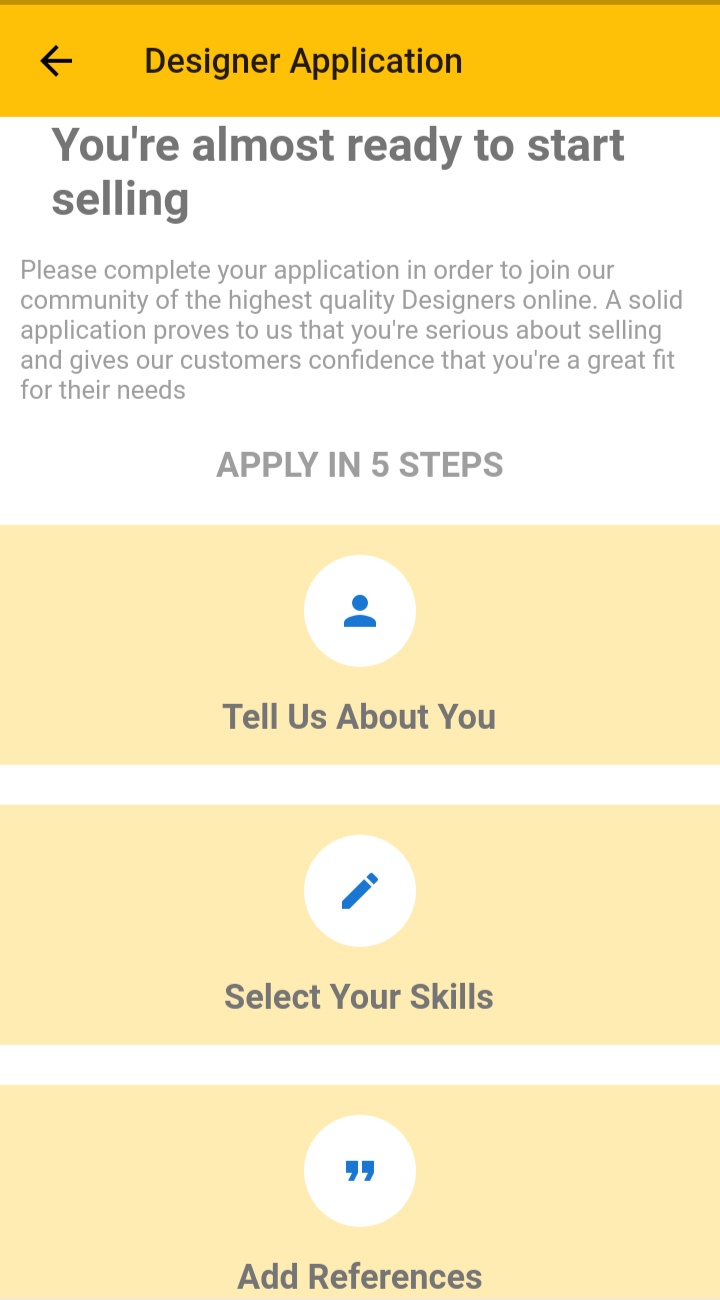 Designer Application
You're almost ready to start
selling
Please complete your application in order to join our
community of the highest quality Designers online. A solid
application proves to us that you're serious about selling
and gives our customers confidence that you're a great fit
for their needs
APPLY IN 5 STEPS
Tell Us About You
Select Your Skills
Add References